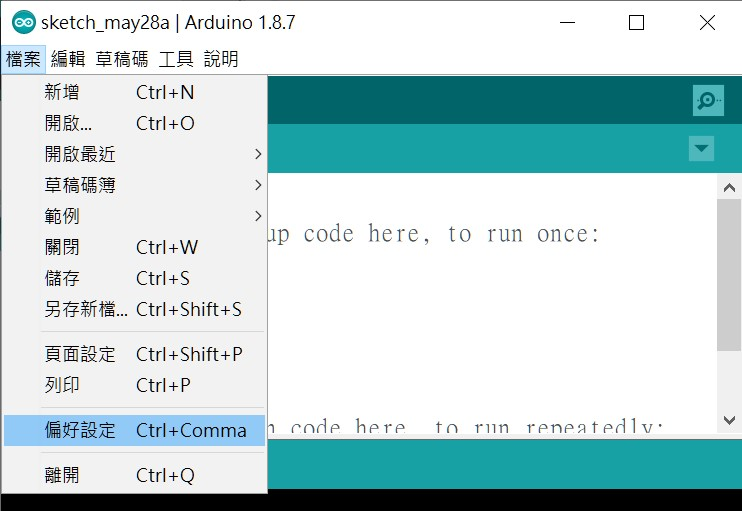 sketch_may28a | Arduino 1.8.7
檔案 編輯 草稿碼 工具 說明
新增 Ctrl+N
開啟... Ctrl+O
開啟最近
草稿碼簿
範例
關閉 Ctrl+W
儲存 Ctrl+S
另存新檔... Ctrl+Shift+S
頁面設定 Ctrl+Shift+P
列印 Ctrl+P
偏好設定 Ctrl+Comma
離開 Ctrl+Q
up code here, to run once:
code here, to run repeatedly: